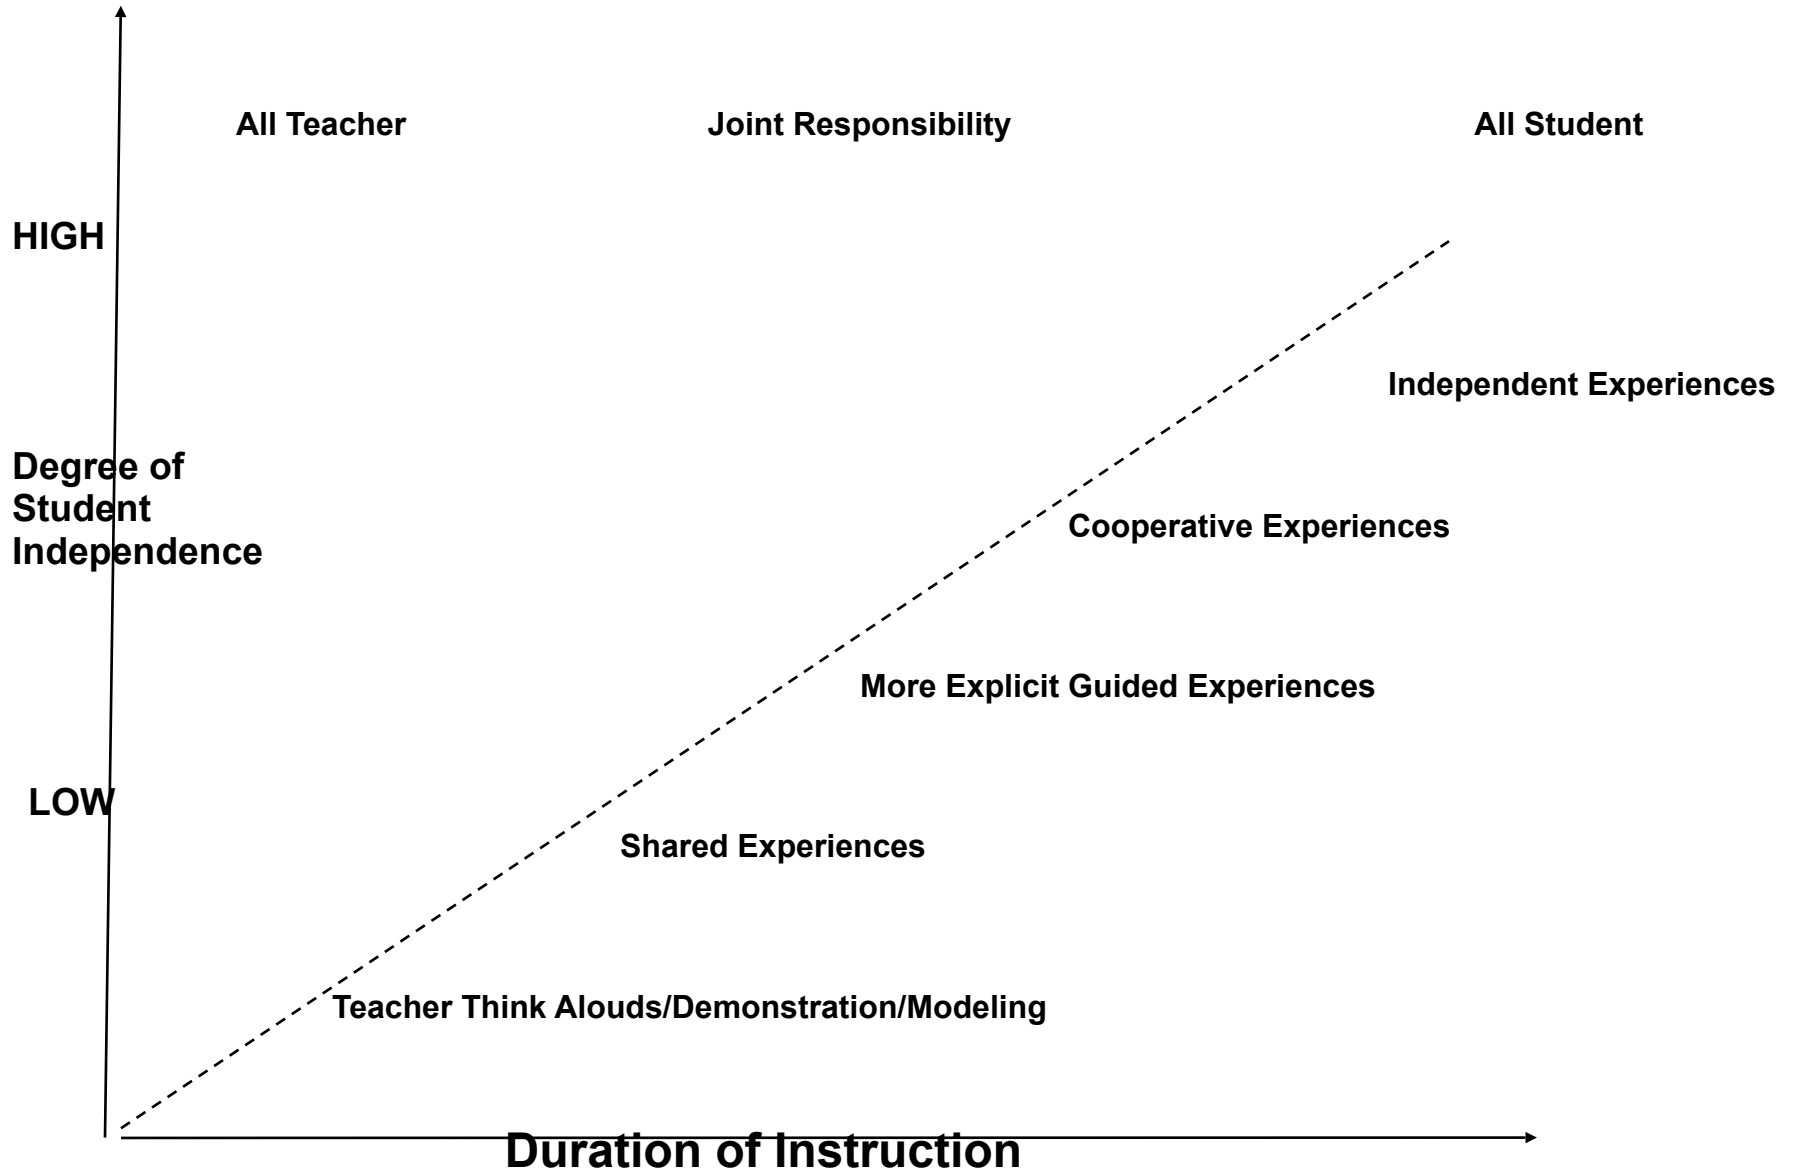 All Teacher
Joint Responsibility
All Student
HIGH
Independent Experiences
Degree of
Student
Independence
Cooperative Experiences
More Explicit Guided Experiences
LOW
Shared Experiences
Teacher Think Alouds/Demonstration/Modeling
Duration of Instruction